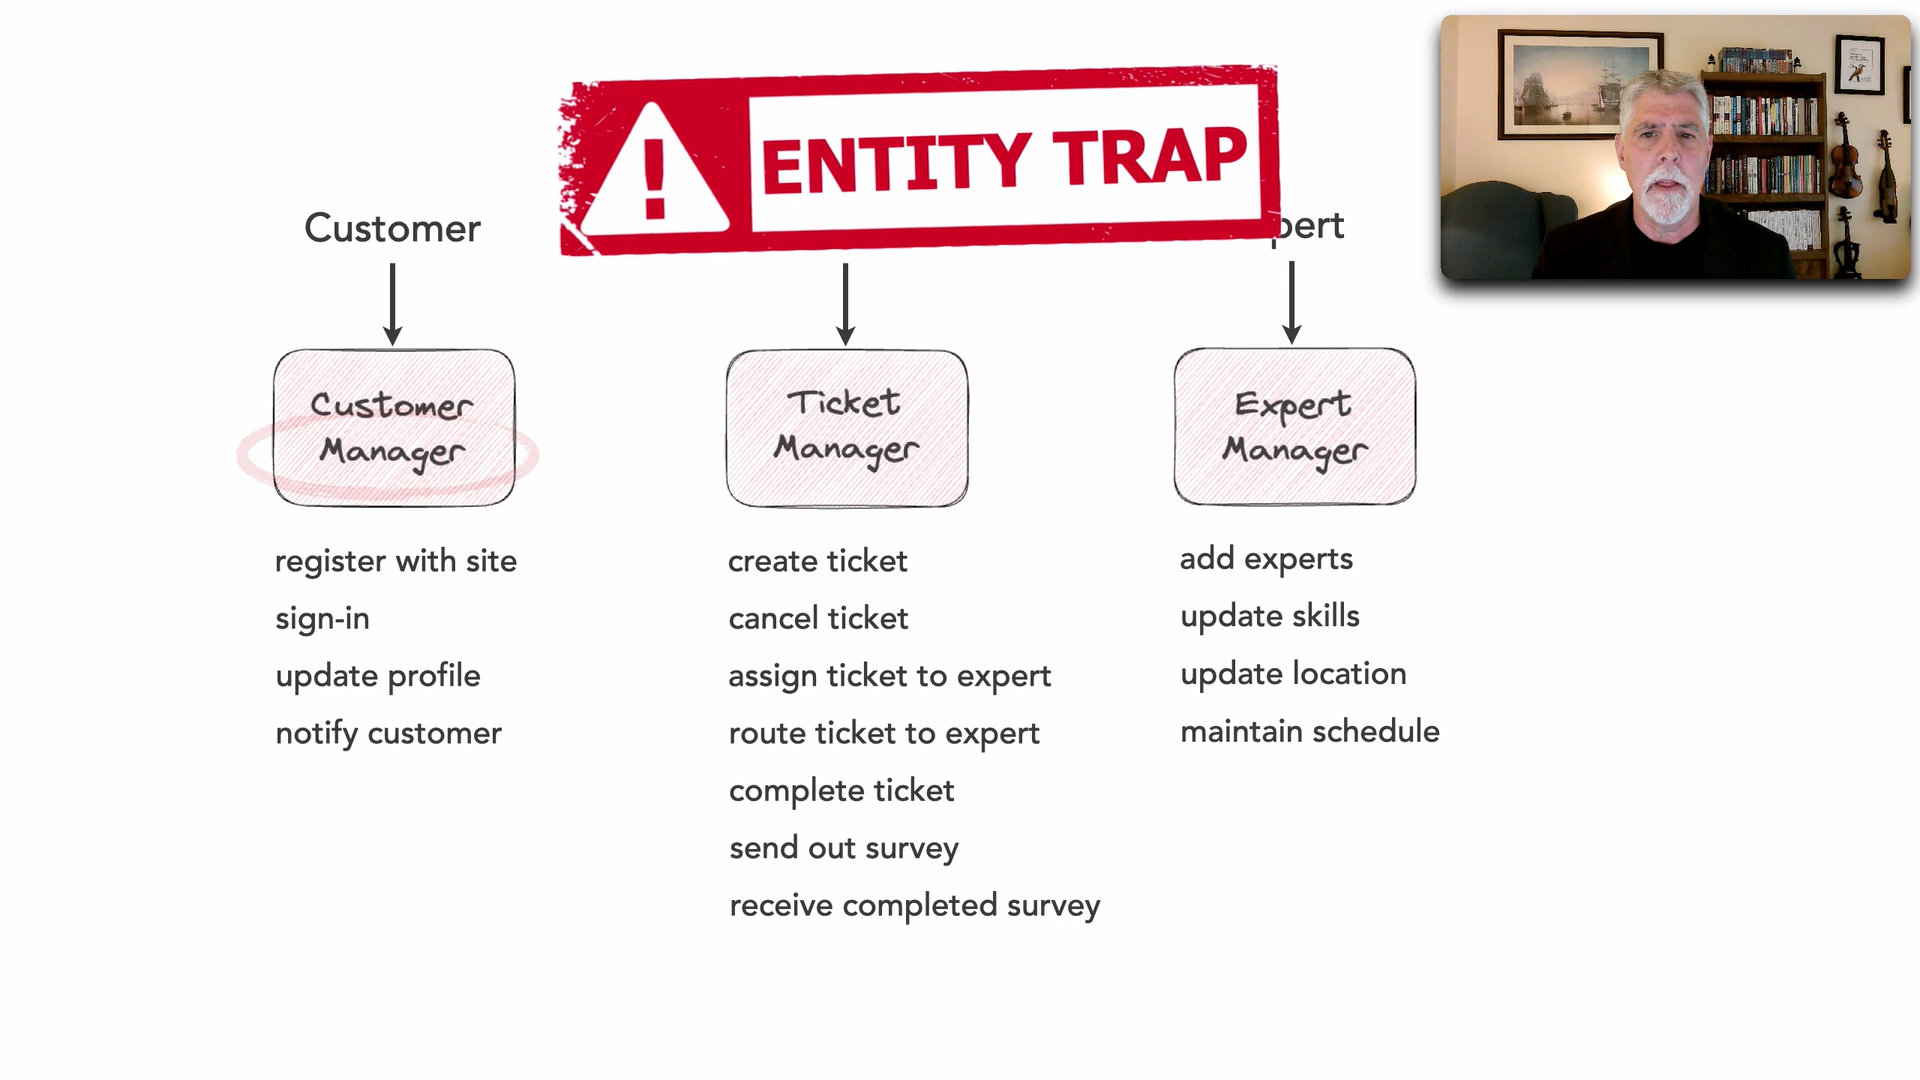 ENTITY TRAP
Customer
pert
Customer
Manager
Ticket
Manager
Expert
Manager
register with site
sign-in
update profile
notify customer
create ticket
cancel ticket
assign ticket to expert
route ticket to expert
complete ticket
send out survey
receive completed survey
add experts
update skills
update location
maintain schedule